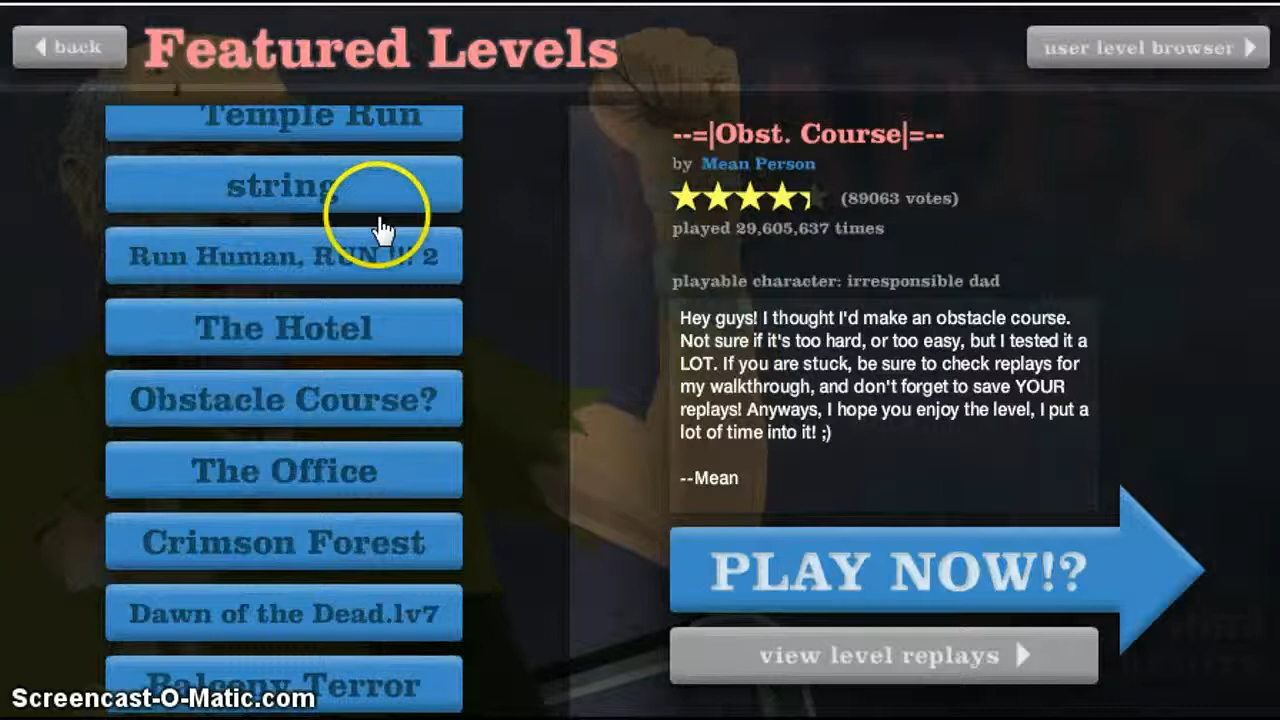 back
Featured Levels
user level browser
Temple Run
string
Run Human, RUN !!! 2
The Hotel
Obstacle Course?
The Office
Crimson Forest
Dawn of the Dead.lv7
Balcony Terror
--=|Obst. Course|=--
by Mean Person
(89063 votes)
played 29,605,637 times
playable character: irresponsible dad
Hey guys! I thought I'd make an obstacle course.
Not sure if it's too hard, or too easy, but I tested it a
LOT. If you are stuck, be sure to check replays for
my walkthrough, and don't forget to save YOUR
replays! Anyways, I hope you enjoy the level, I put a
lot of time into it! ;)
--Mean
PLAY NOW!?
view level replays
Screencast-O-Matic.com